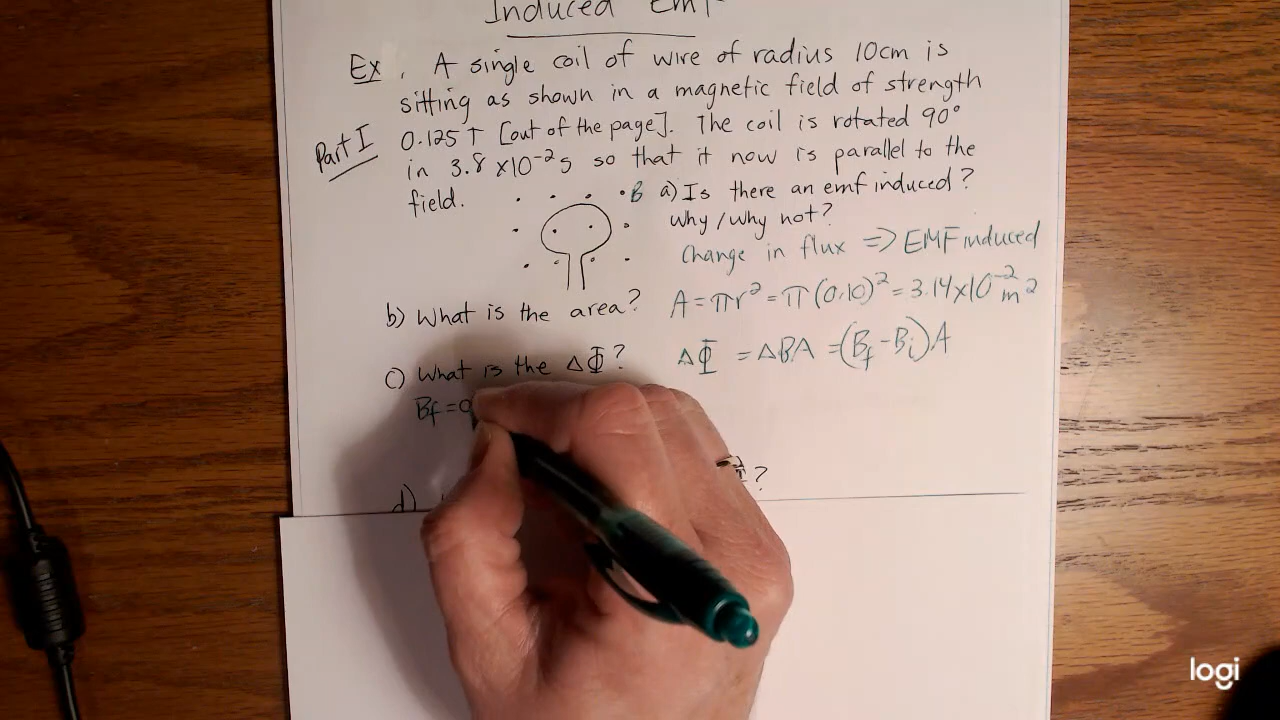 Induced EMF
Ex. A single coil of wire of radius 10cm is
sitting as shown in a magnetic field of strength
Part I
0.125 T [out of the page]. The coil is rotated 90°
in 3.8 x10⁻²s so that it now is parallel to the
field.
B
a) Is there an emf induced?
Why/Why not?
Change in flux => EMF induced
b) What is the area?
A = πr² = π(0.10)² = 3.14x10⁻² m²
c) What is the ΔΦ?
ΔΦ = ΔBA = (Bf - Bi)A
Bf=0
d)
?
logi